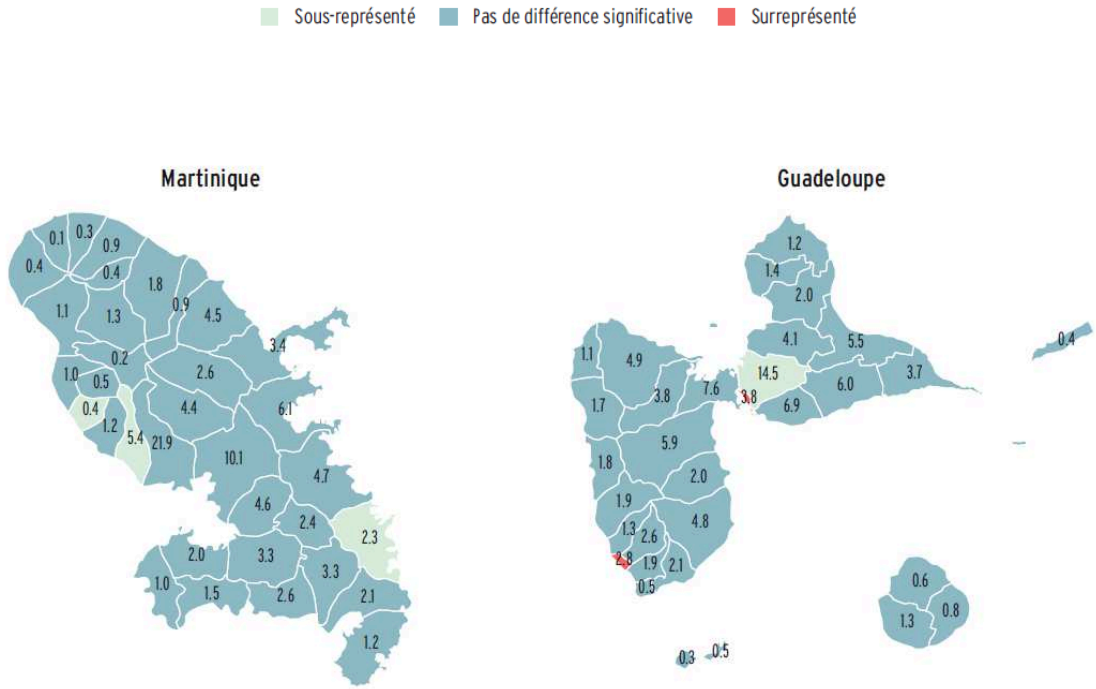 Sous-représenté Pas de différence significative Surreprésenté
Martinique Guadeloupe
0.1 0.3 0.9
0.4 0.4 1.8 0.9 4.5
1.1 1.3 3.4
0.2 2.6
1.0 0.5
0.4 1.2 4.4 6.1
5.4 21.9 10.1
4.7
4.6 2.4 2.3
2.0 3.3 3.3
1.0 1.5 2.6 2.1
1.2
1.2
1.4 2.0
4.1 5.5 0.4
1.1 4.9 14.5 3.7
1.7 3.8 7.6 3.8 6.9 6.0
5.9
1.8 2.0
1.9 4.8
1.3 2.6
2.8 1.9 2.1
0.5
0.6
1.3 0.8
0.3 0.5